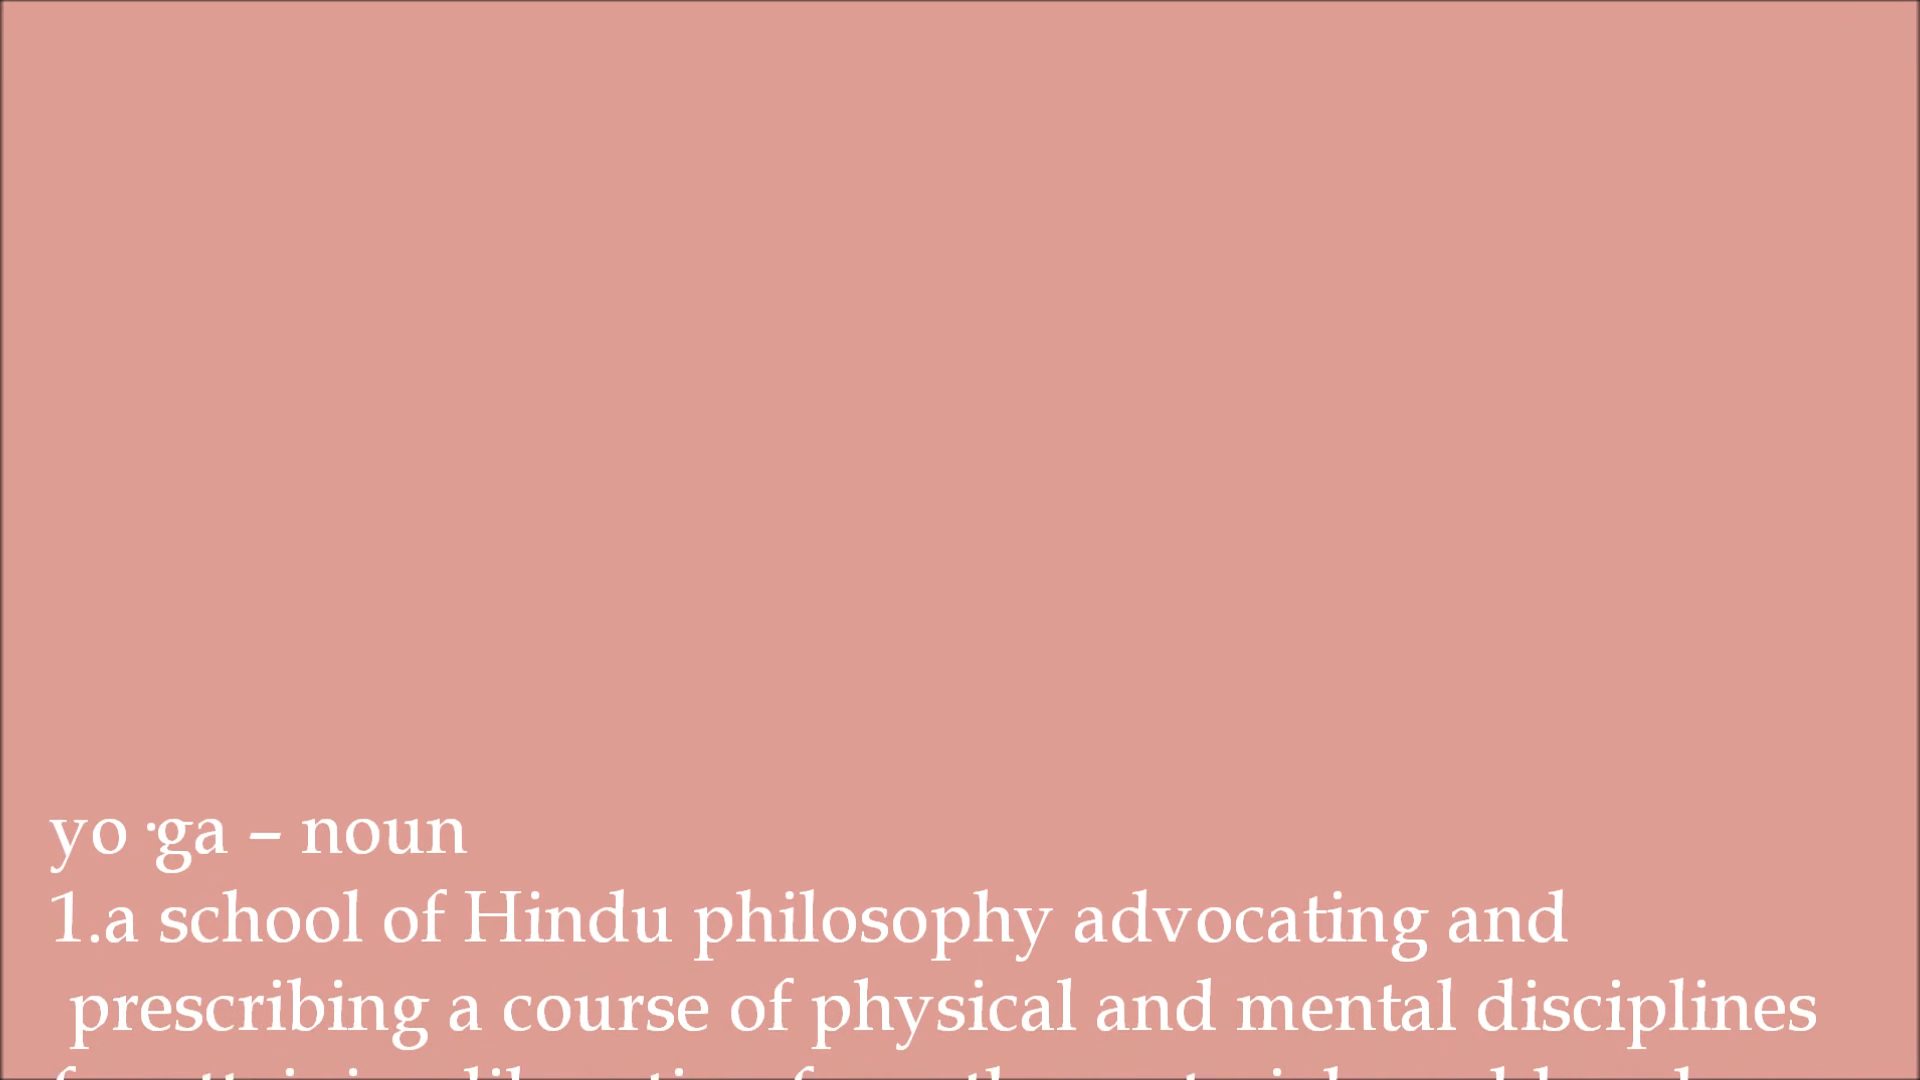 yo ·ga – noun
1.a school of Hindu philosophy advocating and
prescribing a course of physical and mental disciplines